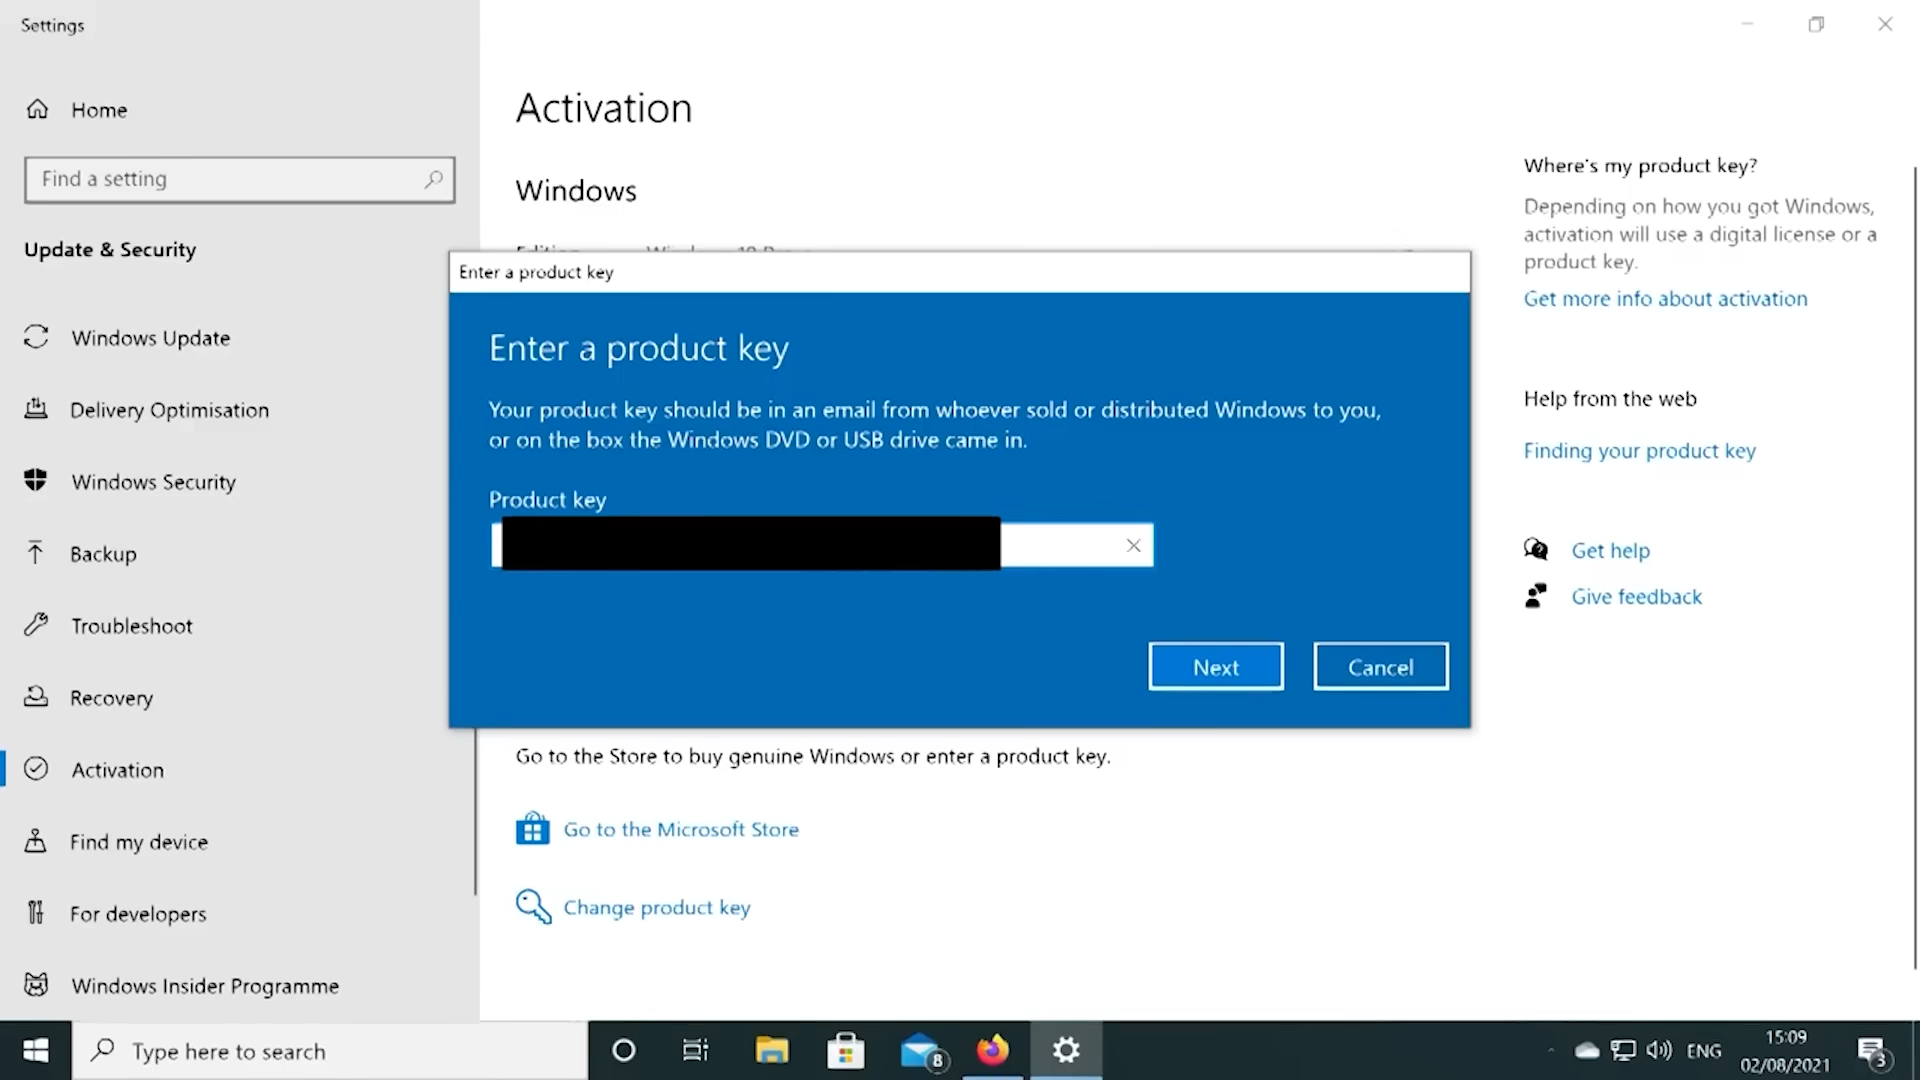 Settings
Home
Find a setting
Update & Security
Windows Update
Delivery Optimisation
Windows Security
Backup
Troubleshoot
Recovery
Activation
Find my device
For developers
Windows Insider Programme
Activation
Windows
Enter a product key
Enter a product key
Your product key should be in an email from whoever sold or distributed Windows to you,
or on the box the Windows DVD or USB drive came in.
Product key
Next
Cancel
Go to the Store to buy genuine Windows or enter a product key.
Go to the Microsoft Store
Change product key
Where's my product key?
Depending on how you got Windows,
activation will use a digital license or a
product key.
Get more info about activation
Help from the web
Finding your product key
Get help
Give feedback
Type here to search
8
ENG
15:09
02/08/2021
3